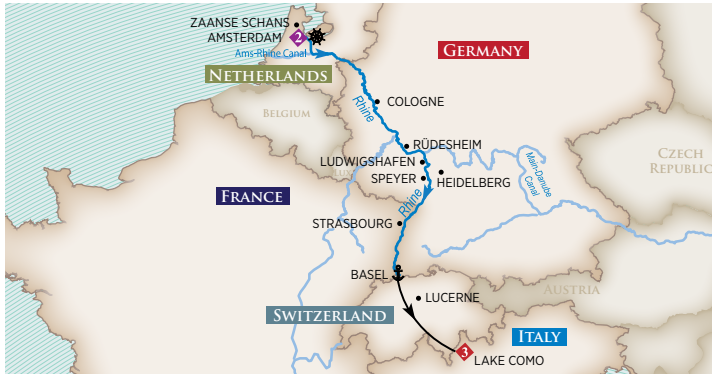 ZAANSE SCHANS
AMSTERDAM
2
Ams-Rhine Canal
GERMANY
NETHERLANDS
BELGIUM
Rhine
COLOGNE
RÜDESHEIM
LUDWIGSHAFEN
LUX
SPEYER
HEIDELBERG
Main-Danube
Canal
CZECH
REPUBLIC
FRANCE
Rhine
STRASBOURG
BASEL
LUCERNE
AUSTRIA
SWITZERLAND
ITALY
3
LAKE COMO